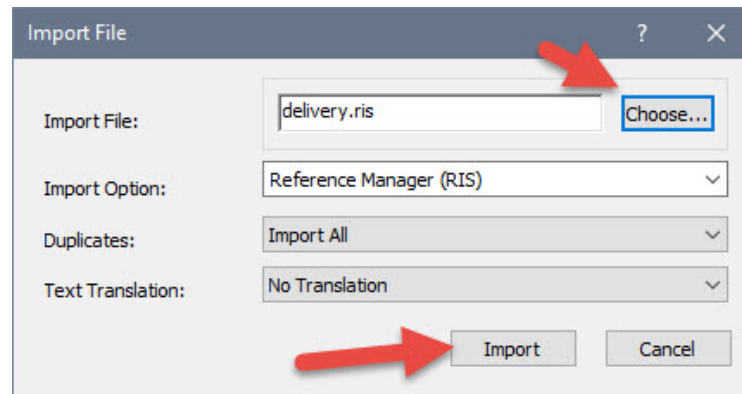 Import File ? X
Import File: delivery.ris Choose...
Import Option: Reference Manager (RIS)
Duplicates: Import All
Text Translation: No Translation
Import Cancel